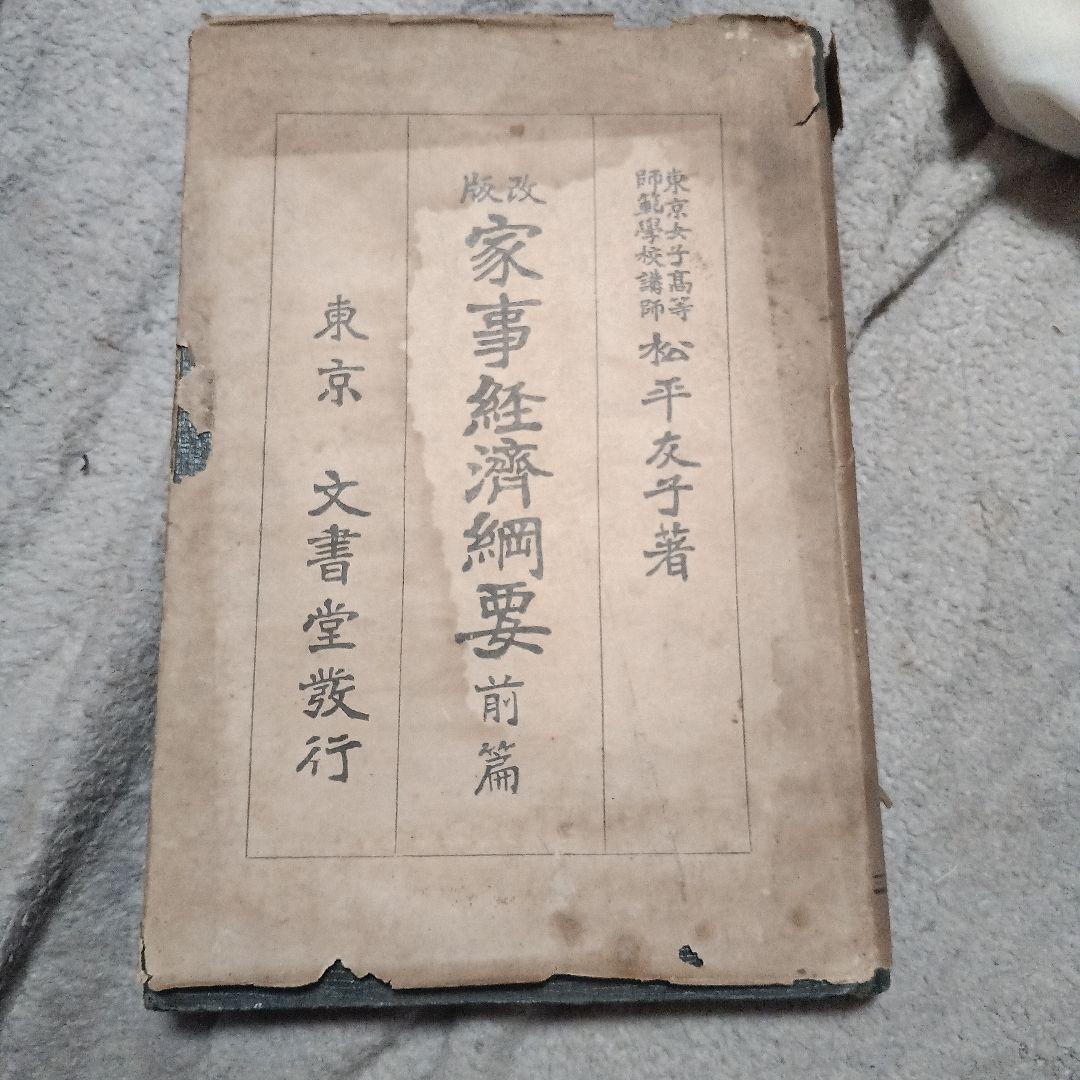 東京女子高等
師範學校講師
松平友子著
改版
家事経濟綱要前篇
東京 文書堂發行